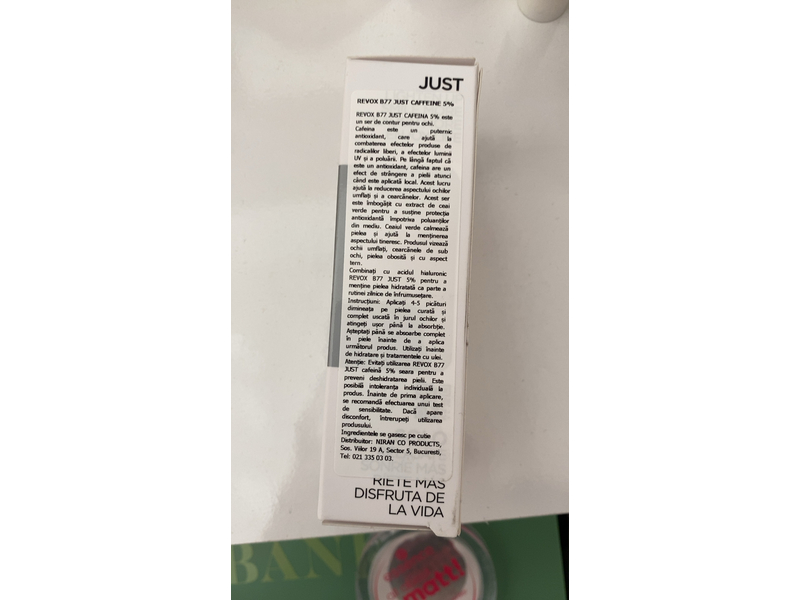 JUST
REVOX B77 JUST CAFFEINE 5%
REVOX B77 JUST CAFEINA 5% este
un ser de contur pentru ochi.
Cafeina este un puternic
antioxidant, care ajută la
combaterea efectelor produse de
radicalilor liberi, a efectelor luminii
UV și a poluării. Pe lângă faptul că
este un antioxidant, cafeina are un
efect de strângere a pielii atunci
când este aplicată local. Acest lucru
ajută la reducerea aspectului ochilor
umflați și a cearcănelor. Acest ser
este îmbogățit cu extract de ceai
verde pentru a susține protecția
antioxidantă împotriva poluanților
din mediu. Ceaiul verde calmează
pielea și ajută la menținerea
aspectului tineresc. Produsul vizează
ochii umflați, cearcănele de sub
ochi, pielea obosită și cu aspect
tern.
Combinați cu acidul hialuronic
REVOX B77 JUST 5% pentru a
menține pielea hidratată ca parte a
rutinei zilnice de înfrumusețare.
Instrucțiuni: Aplicați 4-5 picături
dimineața pe pielea curată și
complet uscată în jurul ochilor și
atingeți ușor până la absorbție.
Așteptați până se absoarbe complet
în piele înainte de a aplica
următorul produs. Utilizați înainte
de hidratare și tratamentele cu ulei.
Atenție: Evitați utilizarea REVOX B77
JUST cafeină 5% seara pentru a
preveni deshidratarea pielii. Este
posibilă intoleranța individuală la
produs. Înainte de prima aplicare,
se recomandă efectuarea unui test
de sensibilitate. Dacă apare
disconfort, întrerupeți utilizarea
produsului.
Ingredientele se gasesc pe cutie
Distribuitor: NIRAN CO PRODUCTS,
Sos. Viilor 19 A, Sector 5, Bucuresti,
Tel: 021 335 03 03.
SONRIE MÁS
RIETE MÁS
DISFRUTA DE
LA VIDA
BAN
matt!